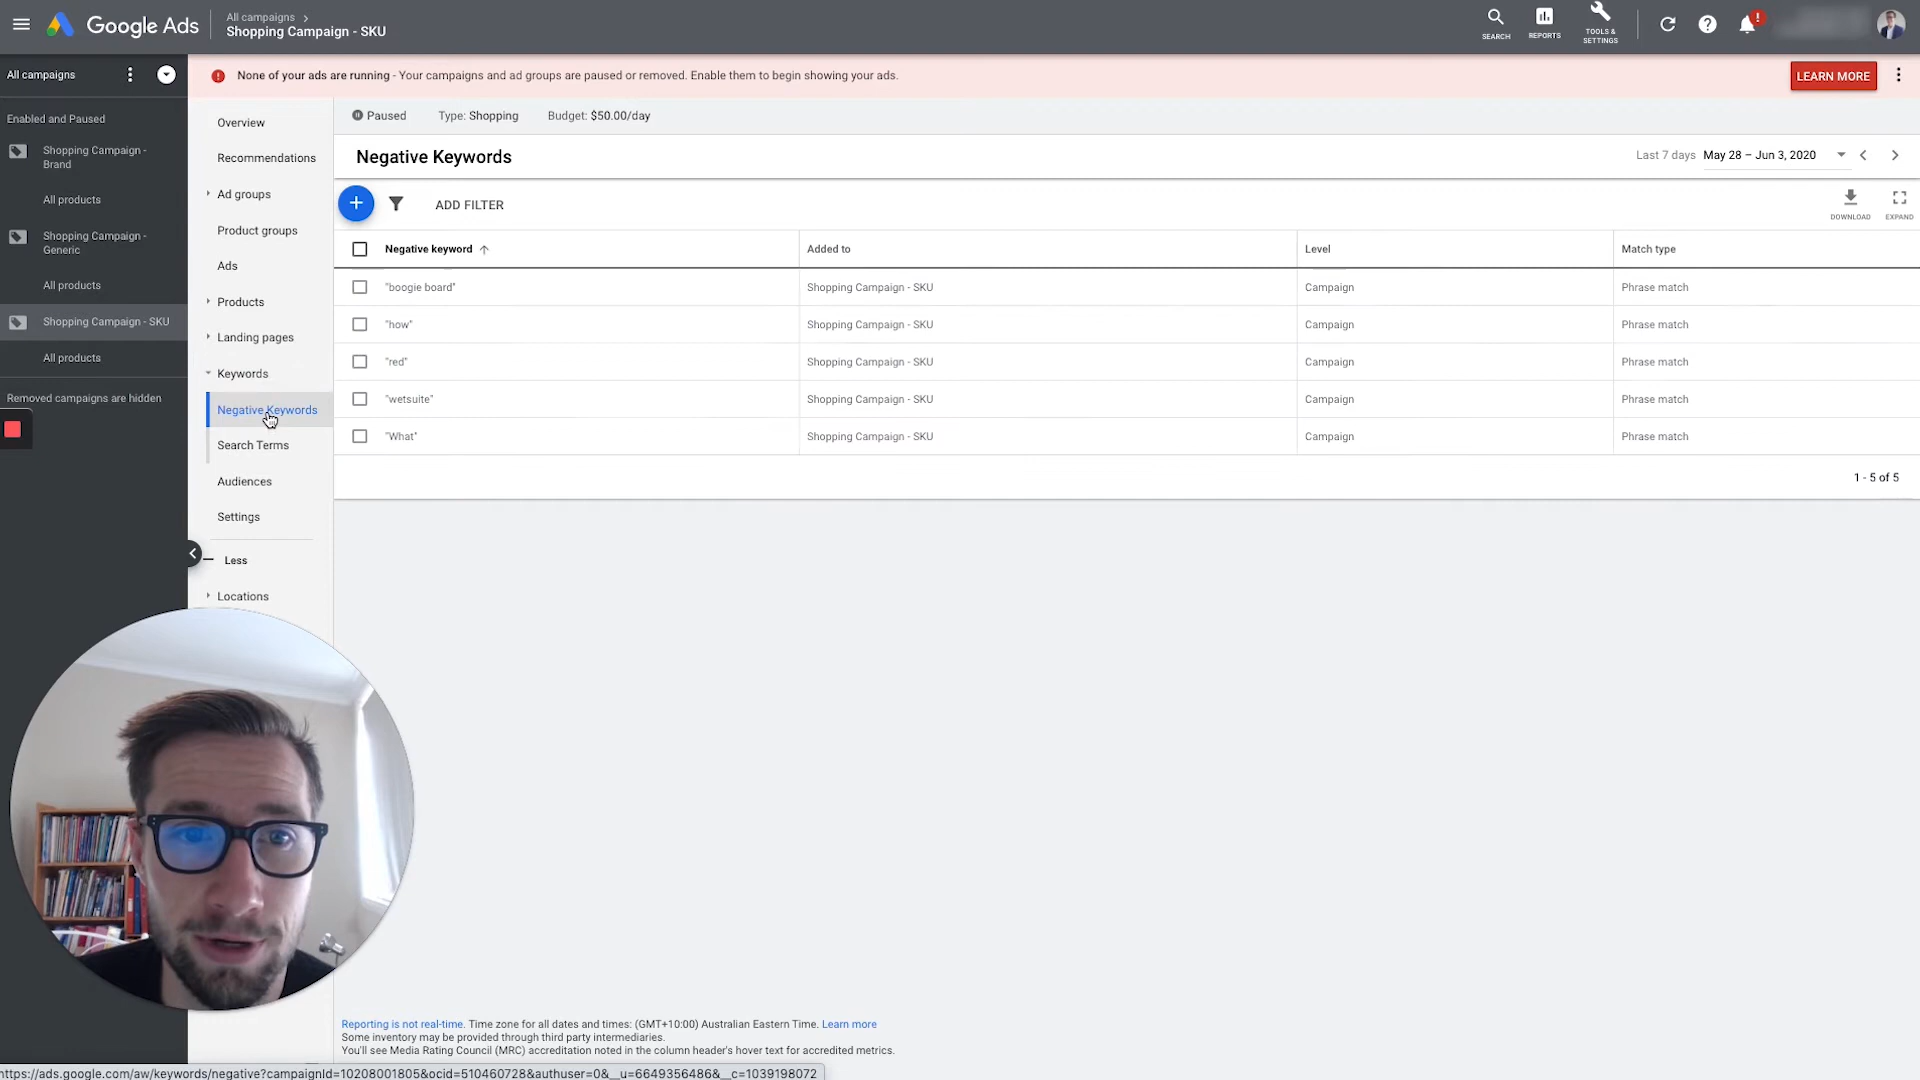 Google Ads
All campaigns >
Shopping Campaign - SKU
SEARCH
REPORTS
TOOLS &
SETTINGS
!
All campaigns
None of your ads are running - Your campaigns and ad groups are paused or removed. Enable them to begin showing your ads.
LEARN MORE
Enabled and Paused
Shopping Campaign -
Brand
All products
Shopping Campaign -
Generic
All products
Shopping Campaign - SKU
All products
Removed campaigns are hidden
Overview
Recommendations
Ad groups
Product groups
Ads
Products
Landing pages
Keywords
Negative Keywords
Search Terms
Audiences
Settings
Less
Locations
Paused Type: Shopping Budget: $50.00/day
Negative Keywords
Last 7 days May 28 – Jun 3, 2020
ADD FILTER
DOWNLOAD
EXPAND
Negative keyword Added to Level Match type
"boogie board" Shopping Campaign - SKU Campaign Phrase match
"how" Shopping Campaign - SKU Campaign Phrase match
"red" Shopping Campaign - SKU Campaign Phrase match
"wetsuite" Shopping Campaign - SKU Campaign Phrase match
"What" Shopping Campaign - SKU Campaign Phrase match
1 - 5 of 5
Reporting is not real-time. Time zone for all dates and times: (GMT+10:00) Australian Eastern Time. Learn more
Some inventory may be provided through third party intermediaries.
You'll see Media Rating Council (MRC) accreditation noted in the column header's hover text for accredited metrics.
https://ads.google.com/aw/keywords/negative?campaignId=10208001805&ocid=510460728&authuser=0&__u=6649356486&__c=1039198072